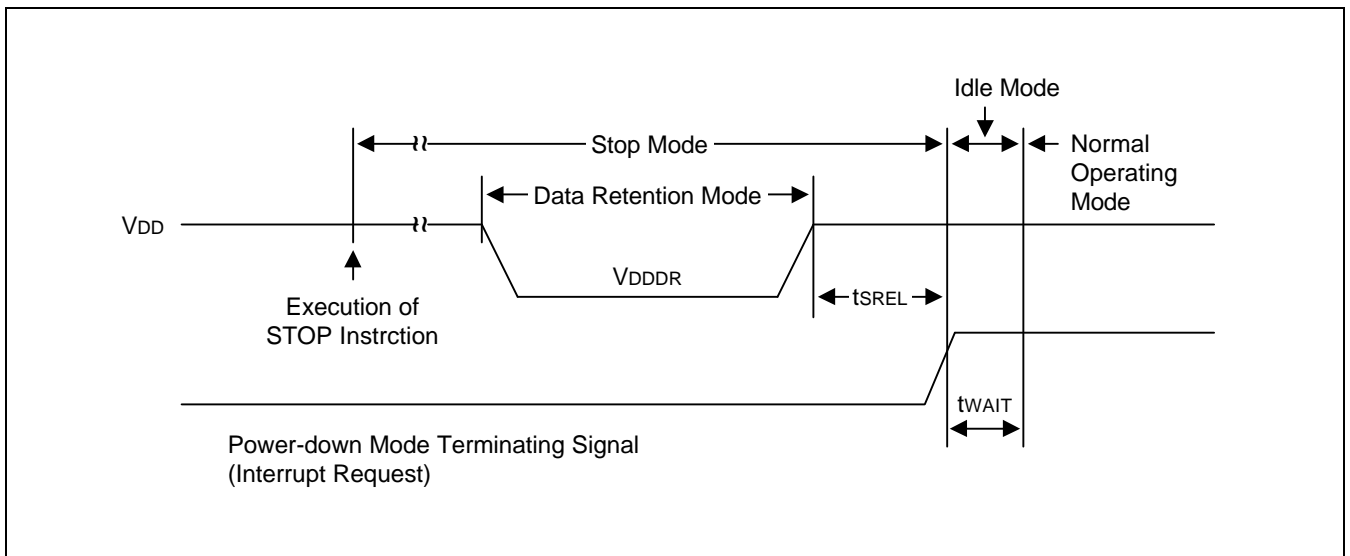 Idle Mode
Stop Mode
Normal
Operating
Mode
Data Retention Mode
VDD
VDDDR
tSREL
Execution of
STOP Instrction
tWAIT
Power-down Mode Terminating Signal
(Interrupt Request)